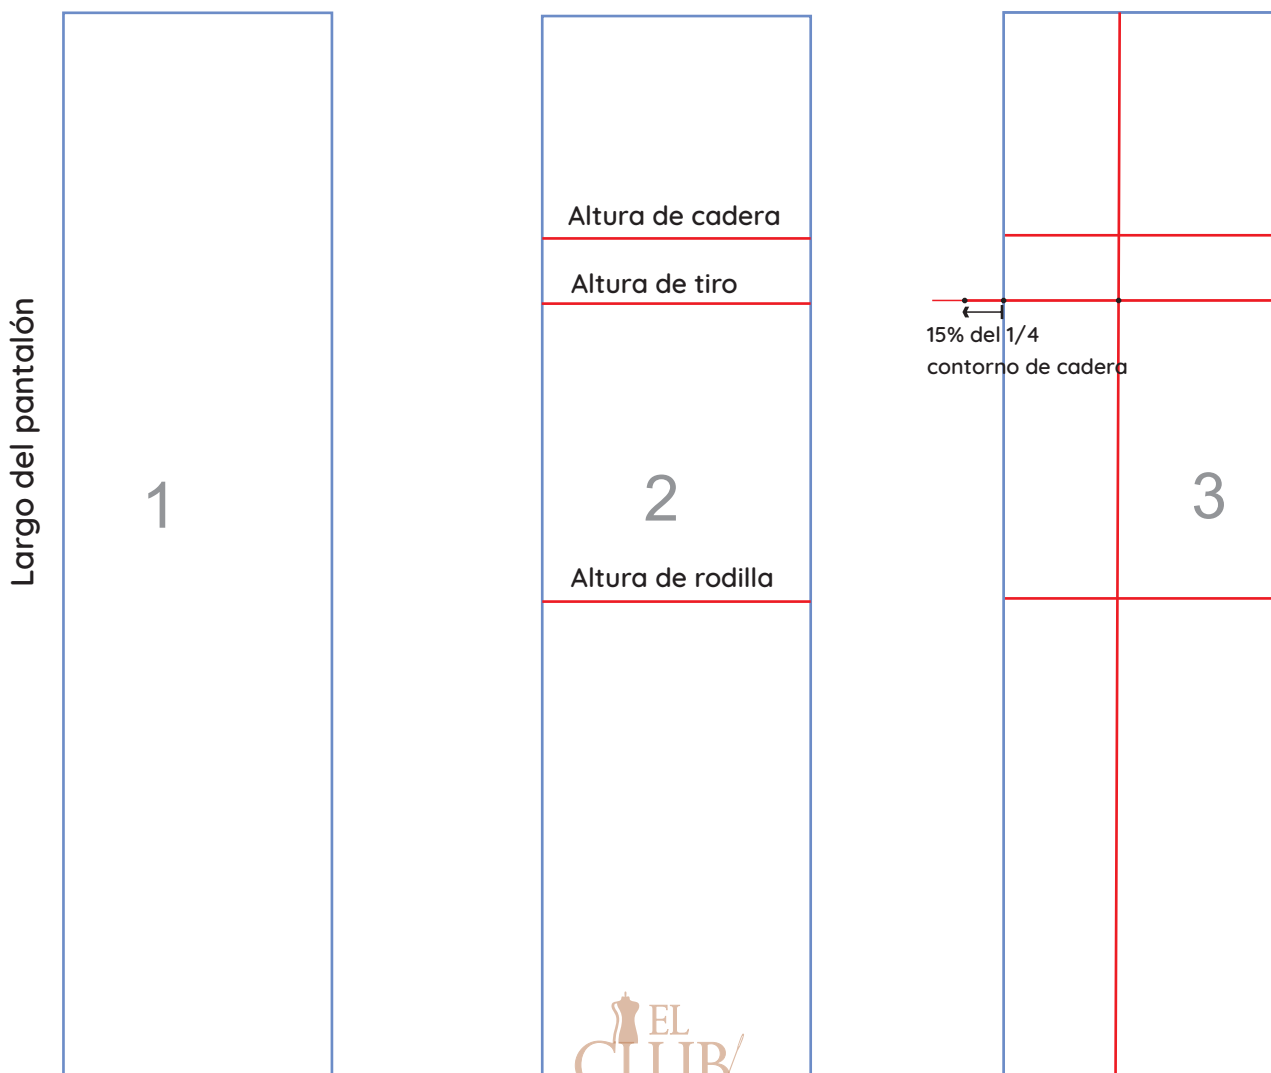 Largo del pantalón
1
Altura de cadera
Altura de tiro
2
Altura de rodilla
15% del 1/4
contorno de cadera
3
EL
CLUB